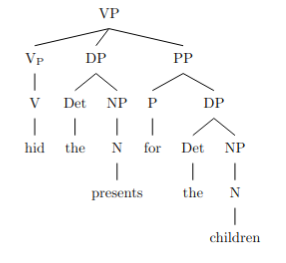 VP
V_P DP PP
V Det NP P DP
hid the N for Det NP
presents the N
children